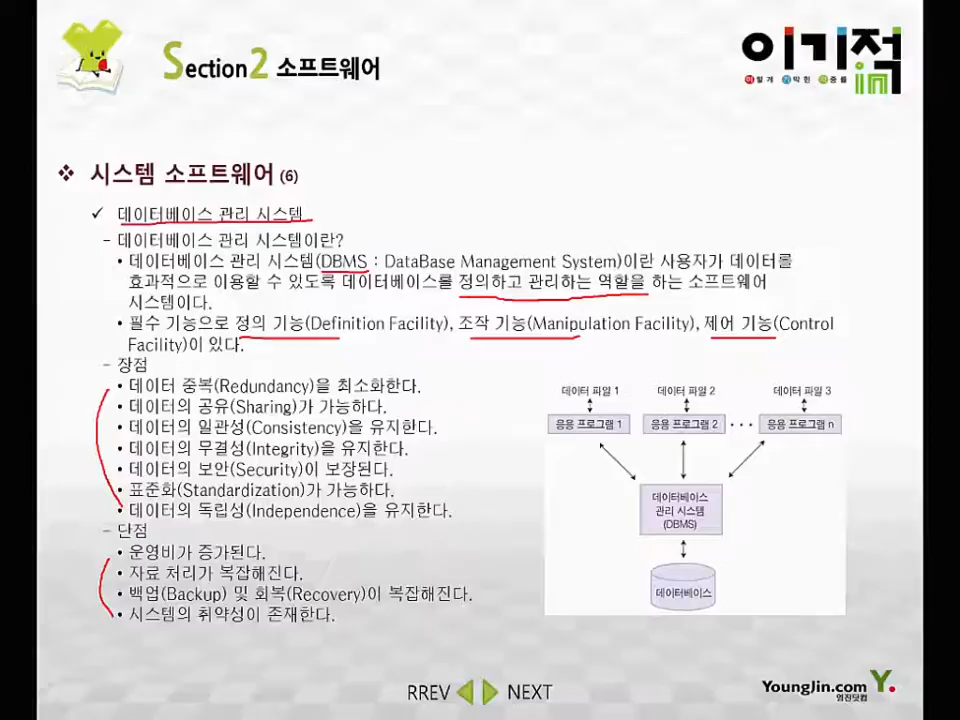 Section2 소프트웨어
이기적in
이렇게 기막힌 적중률
❖ 시스템 소프트웨어 (6)
✓ 데이터베이스 관리 시스템
– 데이터베이스 관리 시스템이란?
• 데이터베이스 관리 시스템(DBMS : DataBase Management System)이란 사용자가 데이터를
효과적으로 이용할 수 있도록 데이터베이스를 정의하고 관리하는 역할을 하는 소프트웨어
시스템이다.
• 필수 기능으로 정의 기능(Definition Facility), 조작 기능(Manipulation Facility), 제어 기능(Control
Facility)이 있다.
– 장점
• 데이터 중복(Redundancy)을 최소화한다.
• 데이터의 공유(Sharing)가 가능하다.
• 데이터의 일관성(Consistency)을 유지한다.
• 데이터의 무결성(Integrity)을 유지한다.
• 데이터의 보안(Security)이 보장된다.
• 표준화(Standardization)가 가능하다.
• 데이터의 독립성(Independence)을 유지한다.
– 단점
• 운영비가 증가된다.
• 자료 처리가 복잡해진다.
• 백업(Backup) 및 회복(Recovery)이 복잡해진다.
• 시스템의 취약성이 존재한다.
데이터 파일 1 데이터 파일 2 데이터 파일 3
응용 프로그램 1 응용 프로그램 2 ··· 응용 프로그램 n
데이터베이스
관리 시스템
(DBMS)
데이터베이스
RREV NEXT
YoungJin.com Y.
영진닷컴